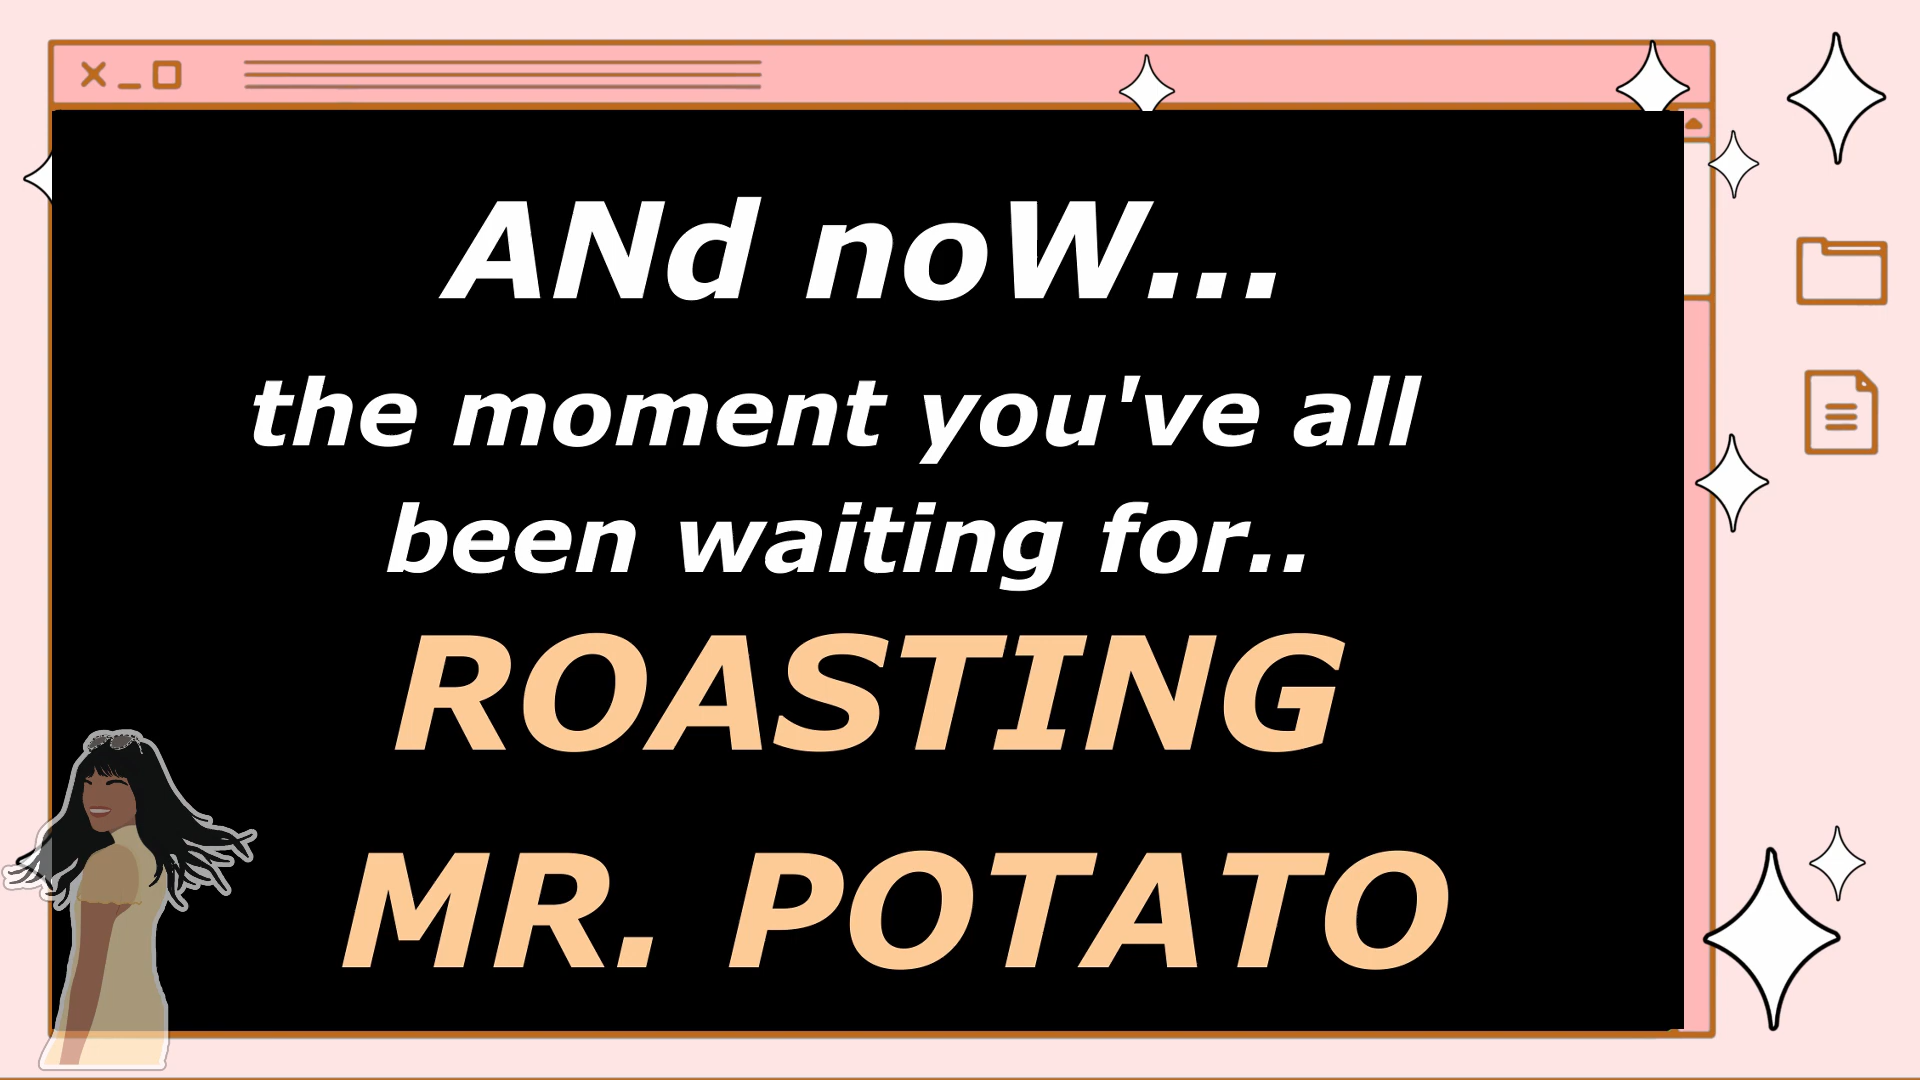 ANd noW...
the moment you've all
been waiting for..
ROASTING
MR. POTATO